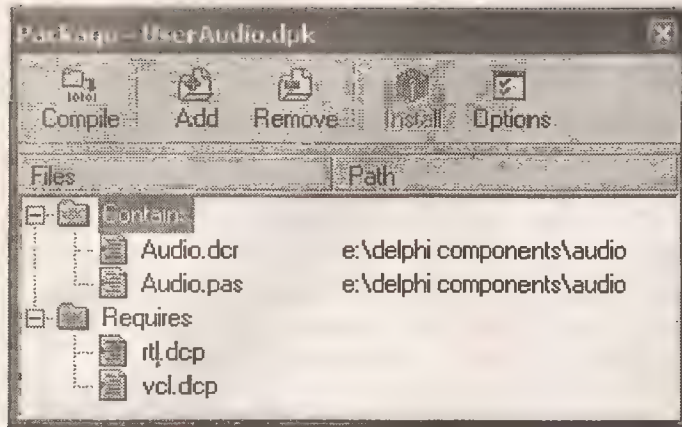 Package - UserAudio.dpk
Compile Add Remove Install Options
Files Path
Contains
Audio.dcr e:\delphi components\audio
Audio.pas e:\delphi components\audio
Requires
rtl.dcp
vcl.dcp